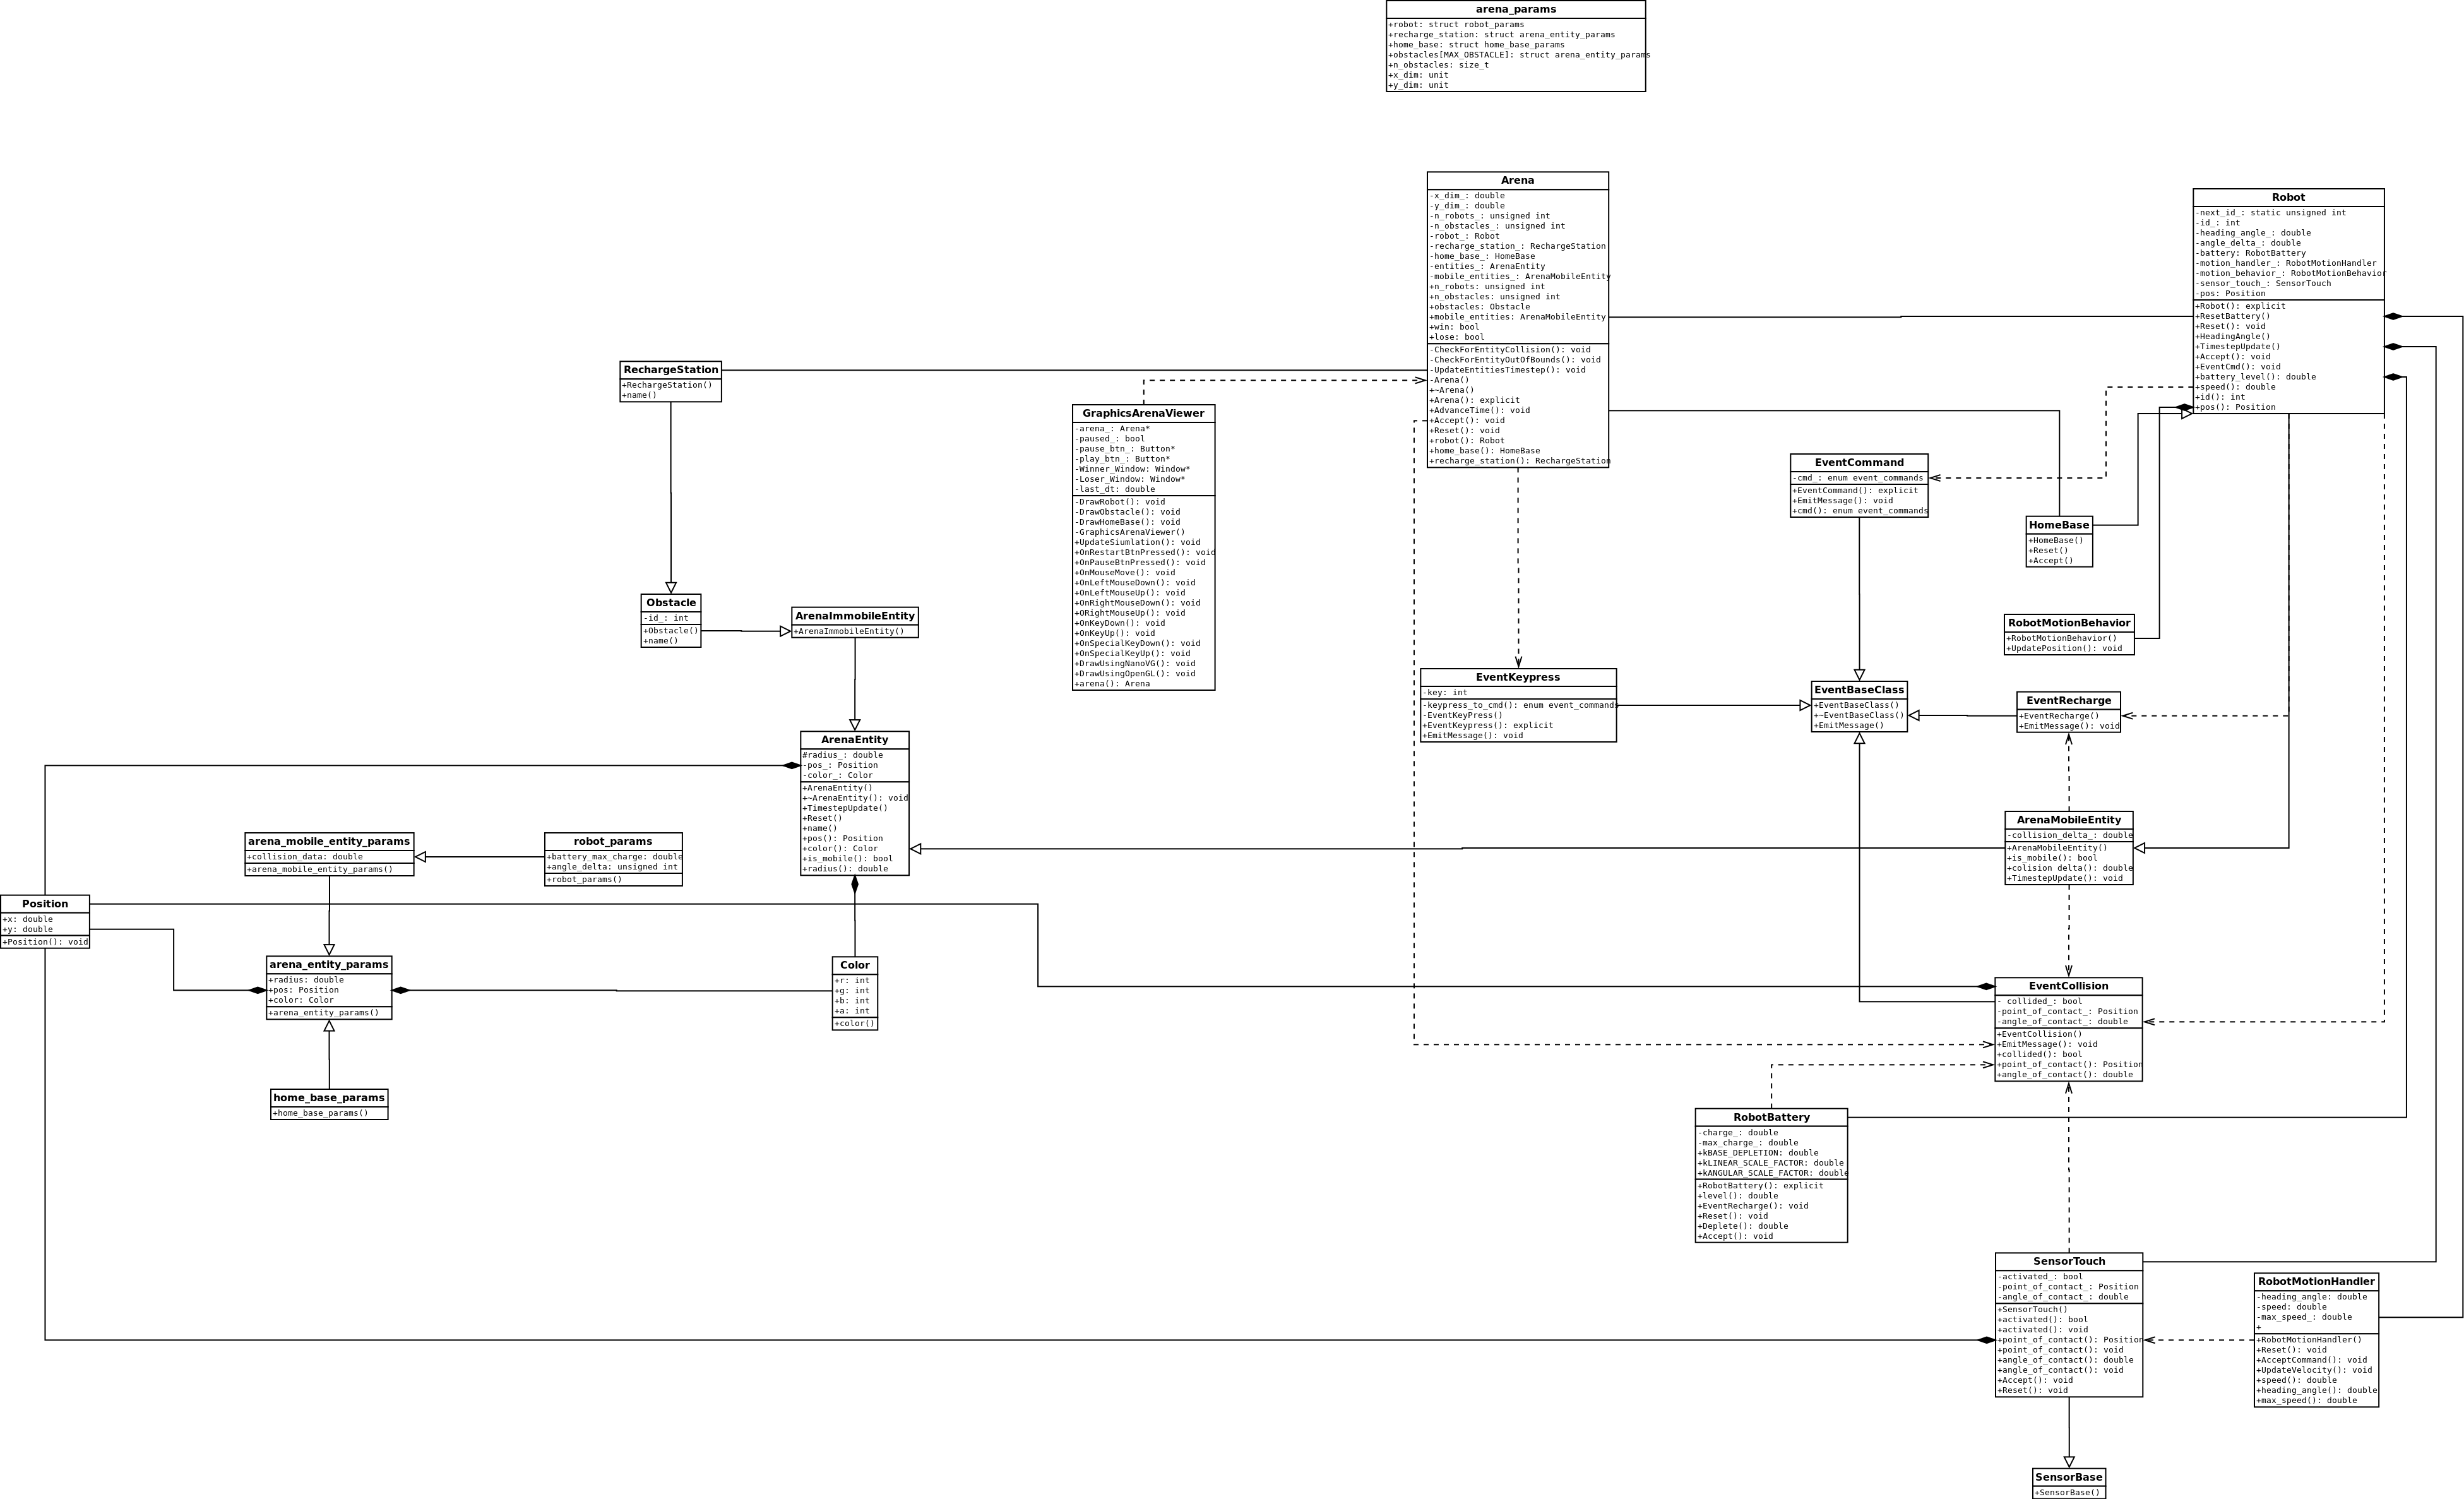 arena_params
+robot: struct robot_params
+recharge_station: struct arena_entity_params
+home_base: struct home_base_params
+obstacles[MAX_OBSTACLE]: struct arena_entity_params
+n_obstacles: size_t
+x_dim: unit
+y_dim: unit
Arena
-x_dim_: double
-y_dim_: double
-n_robots_: unsigned int
-n_obstacles_: unsigned int
-robot_: Robot
-recharge_station_: RechargeStation
-home_base_: HomeBase
-entities_: ArenaEntity
-mobile_entities_: ArenaMobileEntity
+n_robots: unsigned int
+n_obstacles: unsigned int
+obstacles: Obstacle
+mobile_entities: ArenaMobileEntity
+win: bool
+lose: bool
-CheckForEntityCollision(): void
-CheckForEntityOutOfBounds(): void
-UpdateEntitiesTimestep(): void
-Arena()
+~Arena()
+Arena(): explicit
+AdvanceTime(): void
+Accept(): void
+Reset(): void
+robot(): Robot
+home_base(): HomeBase
+recharge_station(): RechargeStation
Robot
-next_id_: static unsigned int
-id_: int
-heading_angle_: double
-angle_delta_: double
-battery: RobotBattery
-motion_handler_: RobotMotionHandler
-motion_behavior_: RobotMotionBehavior
-sensor_touch_: SensorTouch
-pos: Position
+Robot(): explicit
+ResetBattery()
+Reset(): void
+HeadingAngle()
+TimestepUpdate()
+Accept(): void
+EventCmd(): void
+battery_level(): double
+speed(): double
+id(): int
+pos(): Position
RechargeStation
+RechargeStation()
+name()
GraphicsArenaViewer
-arena_: Arena*
-paused_: bool
-pause_btn_: Button*
-play_btn_: Button*
-Winner_Window: Window*
-Loser_Window: Window*
-last_dt: double
-DrawRobot(): void
-DrawObstacle(): void
-DrawHomeBase(): void
-GraphicsArenaViewer()
+UpdateSiumlation(): void
+OnRestartBtnPressed(): void
+OnPauseBtnPressed(): void
+OnMouseMove(): void
+OnLeftMouseDown(): void
+OnLeftMouseUp(): void
+OnRightMouseDown(): void
+ORightMouseUp(): void
+OnKeyDown(): void
+OnKeyUp(): void
+OnSpecialKeyDown(): void
+OnSpecialKeyUp(): void
+DrawUsingNanoVG(): void
+DrawUsingOpenGL(): void
+arena(): Arena
EventCommand
-cmd_: enum event_commands
+EventCommand(): explicit
+EmitMessage(): void
+cmd(): enum event_commands
HomeBase
+HomeBase()
+Reset()
+Accept()
Obstacle
-id_: int
+Obstacle()
+name()
ArenaImmobileEntity
+ArenaImmobileEntity()
RobotMotionBehavior
+RobotMotionBehavior()
+UpdatePosition(): void
EventKeypress
-key: int
-keypress_to_cmd(): enum event_commands
-EventKeyPress()
+EventKeypress(): explicit
+EmitMessage(): void
EventBaseClass
+EventBaseClass()
+~EventBaseClass()
+EmitMessage()
EventRecharge
+EventRecharge()
+EmitMessage(): void
ArenaEntity
#radius_: double
-pos_: Position
-color_: Color
+ArenaEntity()
+~ArenaEntity(): void
+TimestepUpdate()
+Reset()
+name()
+pos(): Position
+color(): Color
+is_mobile(): bool
+radius(): double
ArenaMobileEntity
-collision_delta_: double
+ArenaMobileEntity()
+is_mobile(): bool
+colision delta(): double
+TimestepUpdate(): void
arena_mobile_entity_params
+collision_data: double
+arena_mobile_entity_params()
robot_params
+battery_max_charge: double
+angle_delta: unsigned int
+robot_params()
Position
+x: double
+y: double
+Position(): void
arena_entity_params
+radius: double
+pos: Position
+color: Color
+arena_entity_params()
Color
+r: int
+g: int
+b: int
+a: int
+color()
EventCollision
- collided_: bool
-point_of_contact_: Position
-angle_of_contact_: double
+EventCollision()
+EmitMessage(): void
+collided(): bool
+point_of_contact(): Position
+angle_of_contact(): double
home_base_params
+home_base_params()
RobotBattery
-charge_: double
-max_charge_: double
+kBASE_DEPLETION: double
+kLINEAR_SCALE_FACTOR: double
+kANGULAR_SCALE_FACTOR: double
+RobotBattery(): explicit
+level(): double
+EventRecharge(): void
+Reset(): void
+Deplete(): double
+Accept(): void
SensorTouch
-activated_: bool
-point_of_contact_: Position
-angle_of_contact_: double
+SensorTouch()
+activated(): bool
+activated(): void
+point_of_contact(): Position
+point_of_contact(): void
+angle_of_contact(): double
+angle_of_contact(): void
+Accept(): void
+Reset(): void
RobotMotionHandler
-heading_angle: double
-speed: double
-max_speed_: double
+
+RobotMotionHandler()
+Reset(): void
+AcceptCommand(): void
+UpdateVelocity(): void
+speed(): double
+heading_angle(): double
+max_speed(): double
SensorBase
+SensorBase()